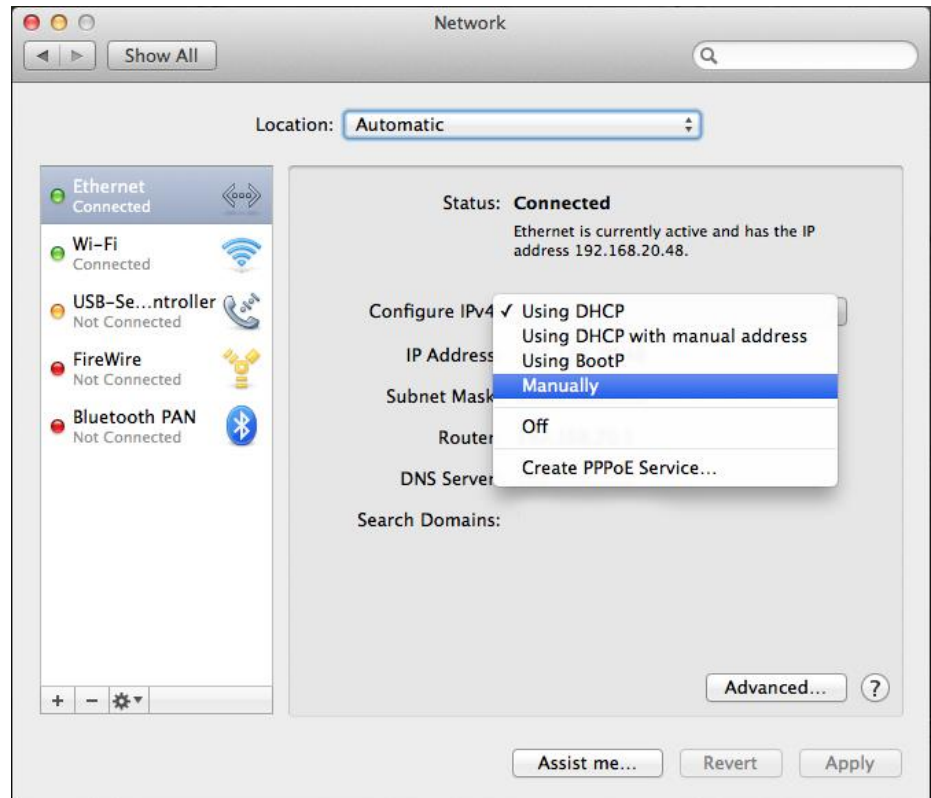 Network
Show All
Location: Automatic
Ethernet
Connected
Wi-Fi
Connected
USB-Se...ntroller
Not Connected
FireWire
Not Connected
Bluetooth PAN
Not Connected
Status: Connected
Ethernet is currently active and has the IP
address 192.168.20.48.
Configure IPv4 ✓ Using DHCP
Using DHCP with manual address
Using BootP
Manually
Off
Create PPPoE Service...
IP Address
Subnet Mask
Router
DNS Server
Search Domains:
Advanced... ?
Assist me... Revert Apply